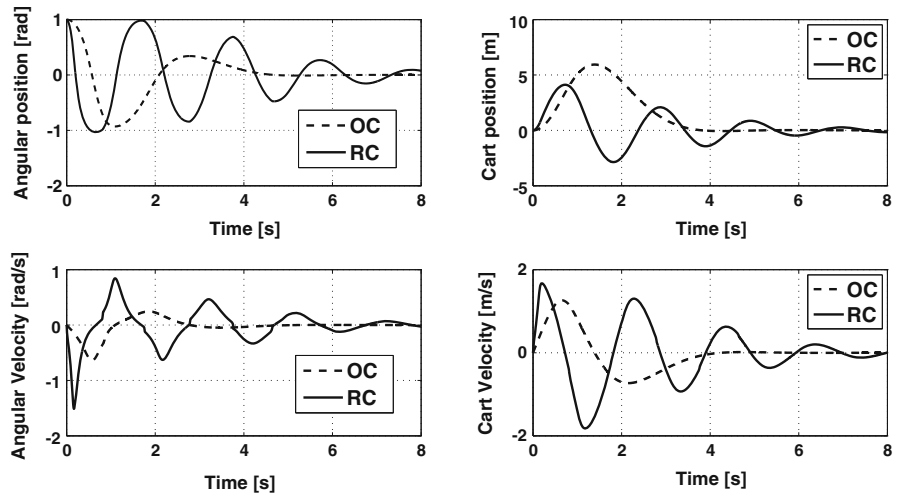 Angular position [rad]
1
0
-1
-2
0
2
4
6
8
Time [s]
OC
RC
Cart position [m]
10
5
0
-5
0
2
4
6
8
Time [s]
OC
RC
Angular Velocity [rad/s]
1
0
-1
-2
0
2
4
6
8
Time [s]
OC
RC
Cart Velocity [m/s]
2
0
-2
0
2
4
6
8
Time [s]
OC
RC